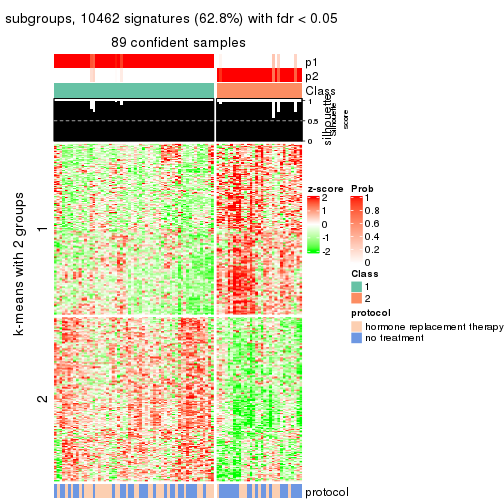 subgroups, 10462 signatures (62.8%) with fdr < 0.05
89 confident samples
p1
p2
Class
1
0.5
0
silhouette
Silhouette
score
k-means with 2 groups
1
2
z-score
2
1
0
-1
-2
Prob
1
0.8
0.6
0.4
0.2
0
Class
1
2
protocol
hormone replacement therapy
no treatment
protocol